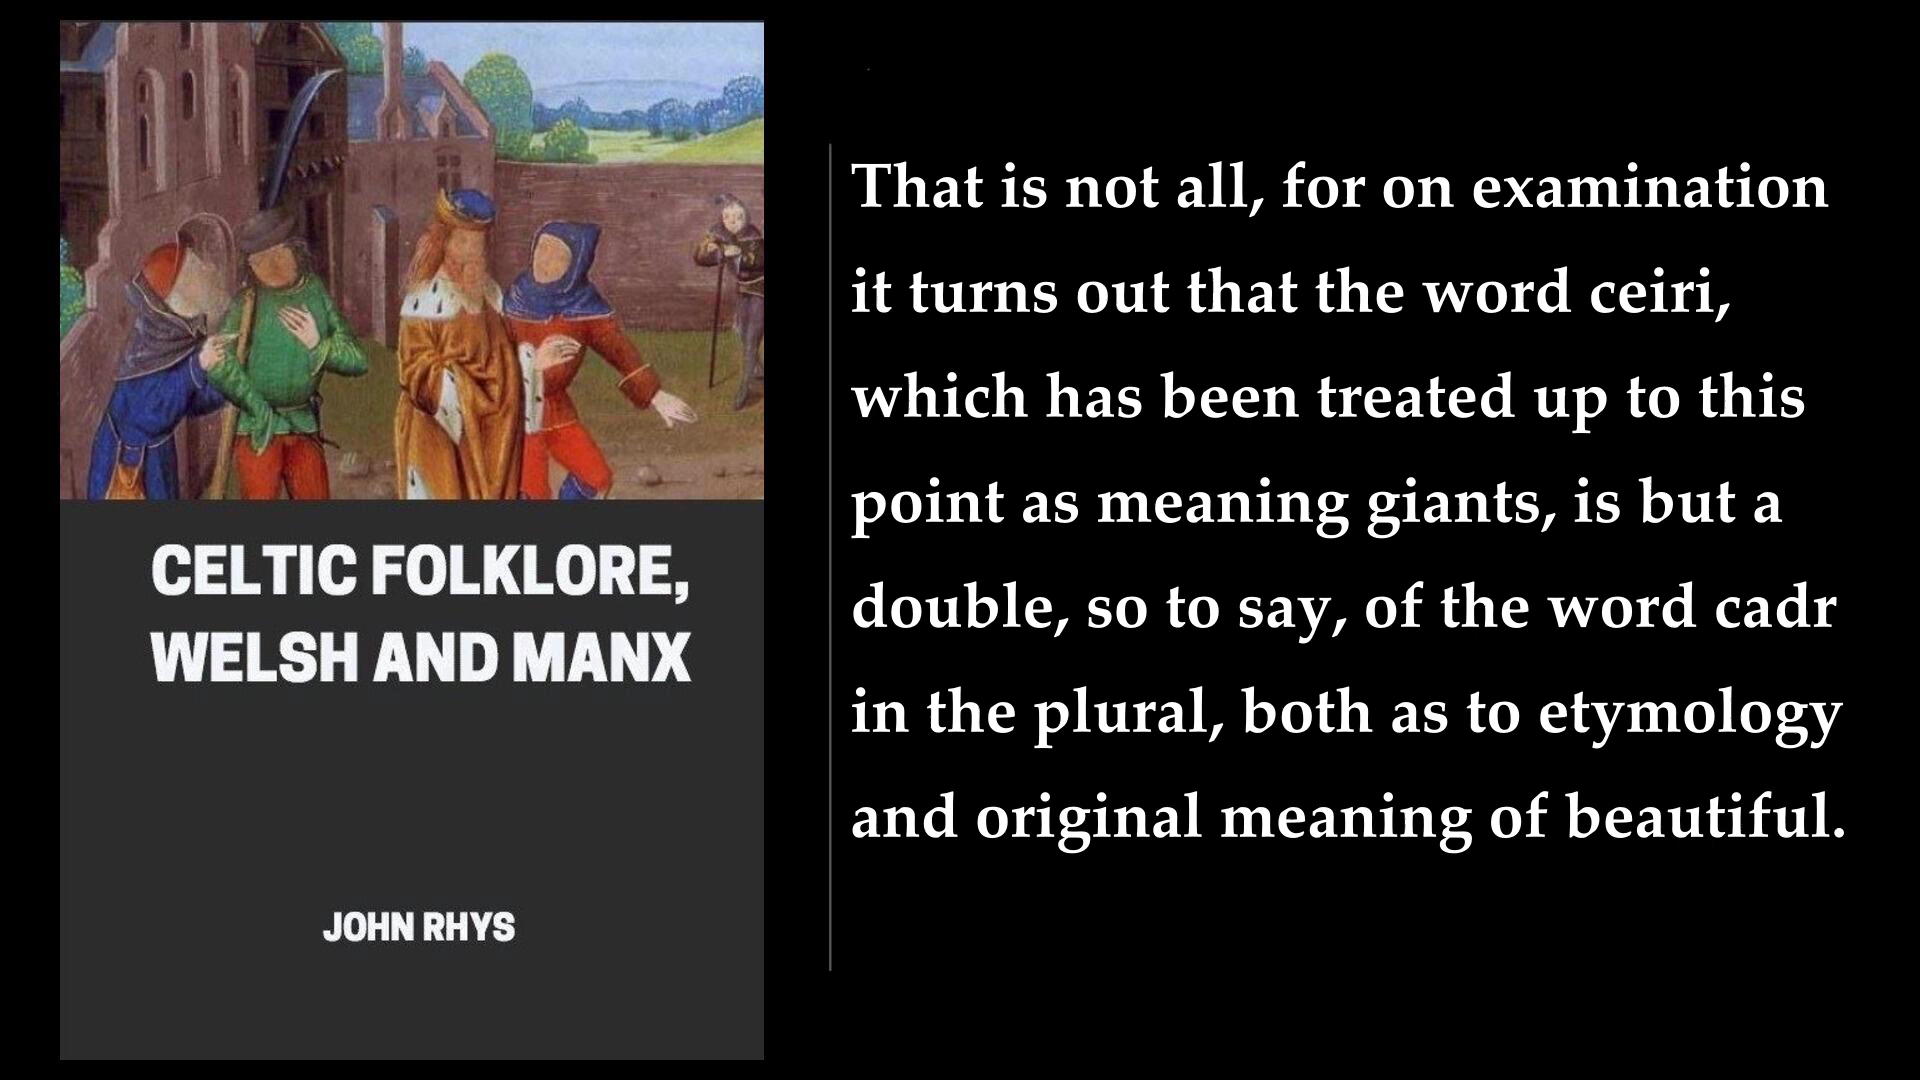 CELTIC FOLKLORE,
WELSH AND MANX
JOHN RHYS
That is not all, for on examination
it turns out that the word ceiri,
which has been treated up to this
point as meaning giants, is but a
double, so to say, of the word cadr
in the plural, both as to etymology
and original meaning of beautiful.